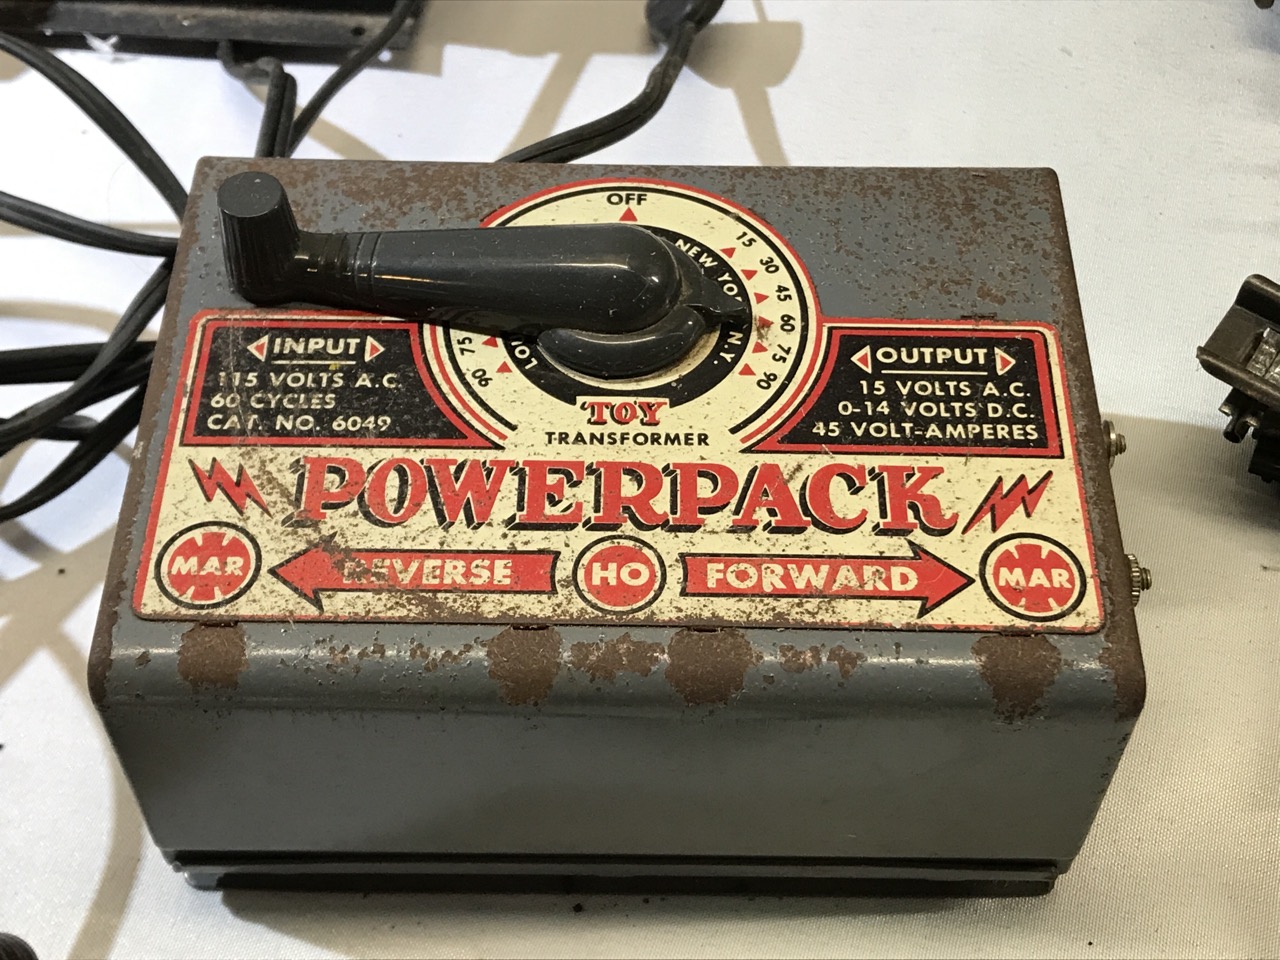 OFF
15
30
45
60
75
90
75
90
NEW YO
N.Y.
INPUT
115 VOLTS A.C.
60 CYCLES
CAT. NO. 6049
OUTPUT
15 VOLTS A.C.
0-14 VOLTS D.C.
45 VOLT-AMPERES
TOY
TRANSFORMER
POWERPACK
MAR
REVERSE
HO
FORWARD
MAR